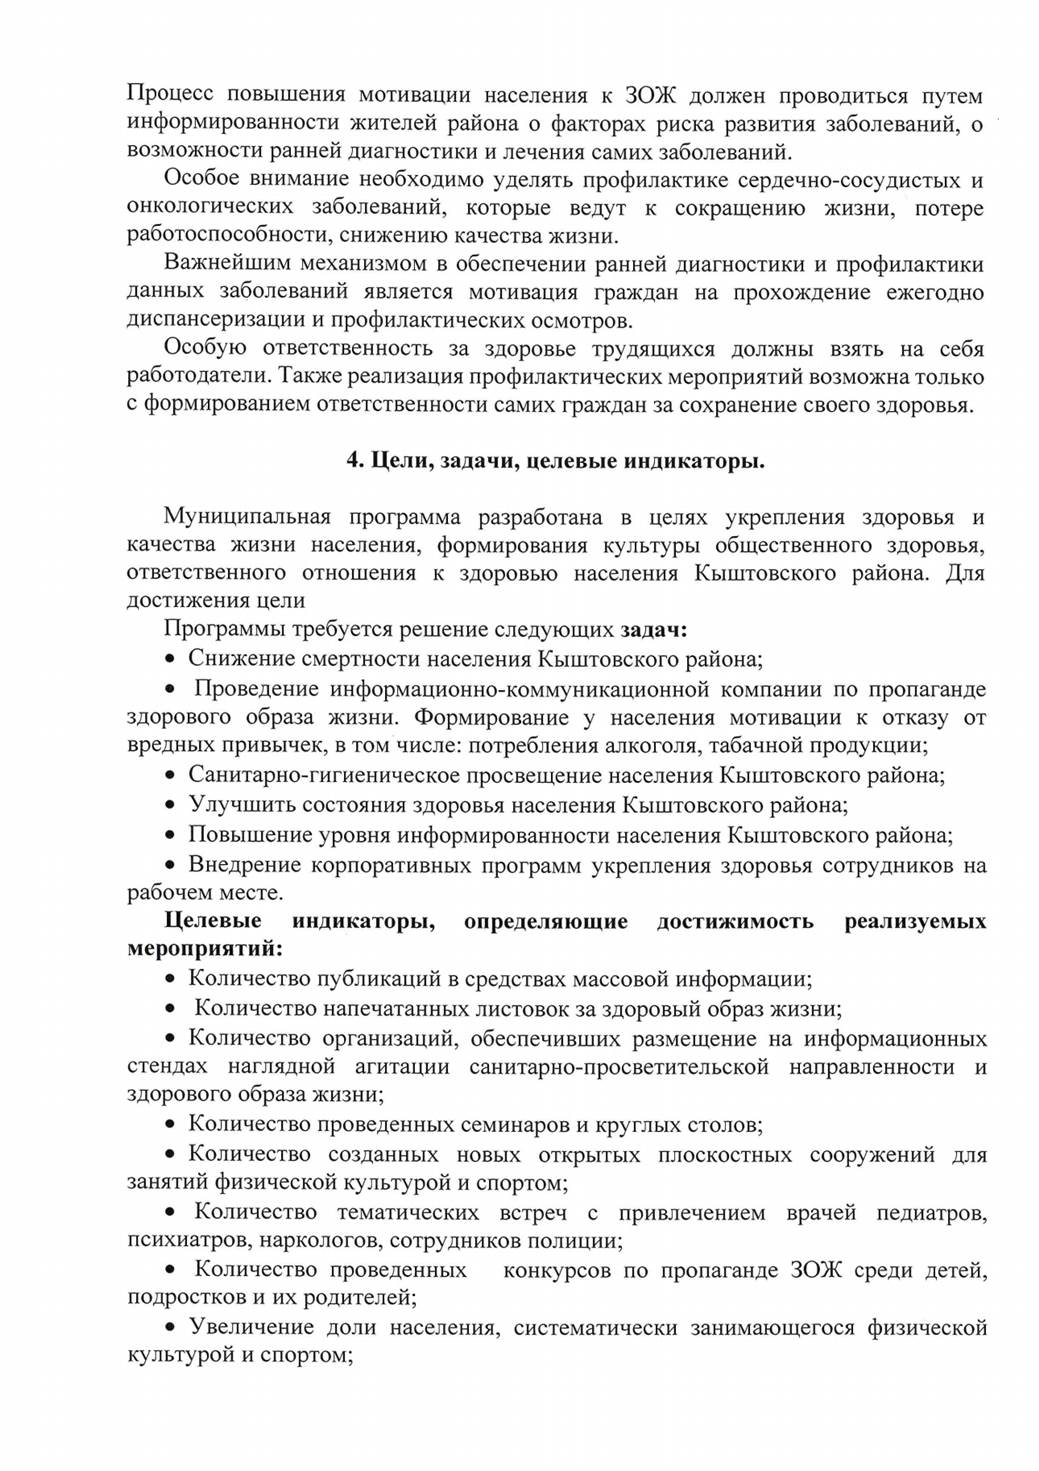 Процесс повышения мотивации населения к ЗОЖ должен проводиться путем
информированности жителей района о факторах риска развития заболеваний, о
возможности ранней диагностики и лечения самих заболеваний.
Особое внимание необходимо уделять профилактике сердечно-сосудистых и
онкологических заболеваний, которые ведут к сокращению жизни, потере
работоспособности, снижению качества жизни.
Важнейшим механизмом в обеспечении ранней диагностики и профилактики
данных заболеваний является мотивация граждан на прохождение ежегодно
диспансеризации и профилактических осмотров.
Особую ответственность за здоровье трудящихся должны взять на себя
работодатели. Также реализация профилактических мероприятий возможна только
с формированием ответственности самих граждан за сохранение своего здоровья.
4. Цели, задачи, целевые индикаторы.
Муниципальная программа разработана в целях укрепления здоровья и
качества жизни населения, формирования культуры общественного здоровья,
ответственного отношения к здоровью населения Кыштовского района. Для
достижения цели
Программы требуется решение следующих задач:
• Снижение смертности населения Кыштовского района;
• Проведение информационно-коммуникационной компании по пропаганде
здорового образа жизни. Формирование у населения мотивации к отказу от
вредных привычек, в том числе: потребления алкоголя, табачной продукции;
• Санитарно-гигиеническое просвещение населения Кыштовского района;
• Улучшить состояния здоровья населения Кыштовского района;
• Повышение уровня информированности населения Кыштовского района;
• Внедрение корпоративных программ укрепления здоровья сотрудников на
рабочем месте.
Целевые индикаторы, определяющие достижимость реализуемых
мероприятий:
• Количество публикаций в средствах массовой информации;
• Количество напечатанных листовок за здоровый образ жизни;
• Количество организаций, обеспечивших размещение на информационных
стендах наглядной агитации санитарно-просветительской направленности и
здорового образа жизни;
• Количество проведенных семинаров и круглых столов;
• Количество созданных новых открытых плоскостных сооружений для
занятий физической культурой и спортом;
• Количество тематических встреч с привлечением врачей педиатров,
психиатров, наркологов, сотрудников полиции;
• Количество проведенных конкурсов по пропаганде ЗОЖ среди детей,
подростков и их родителей;
• Увеличение доли населения, систематически занимающегося физической
культурой и спортом;